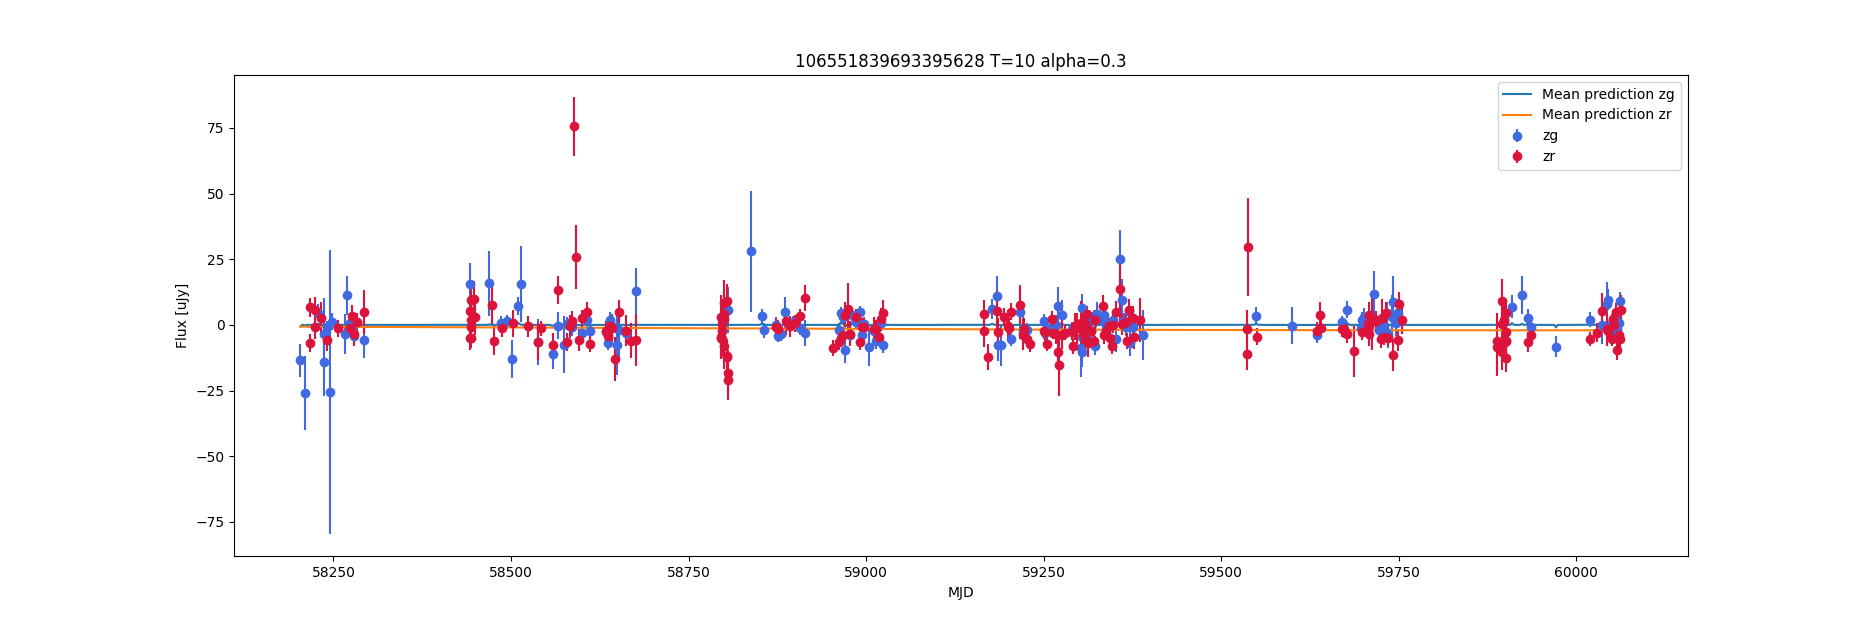 106551839693395628 T=10 alpha=0.3
Mean prediction zg
Mean prediction zr
zg
zr
75
50
25
0
−25
−50
−75
Flux [uJy]
58250
58500
58750
59000
59250
59500
59750
60000
MJD